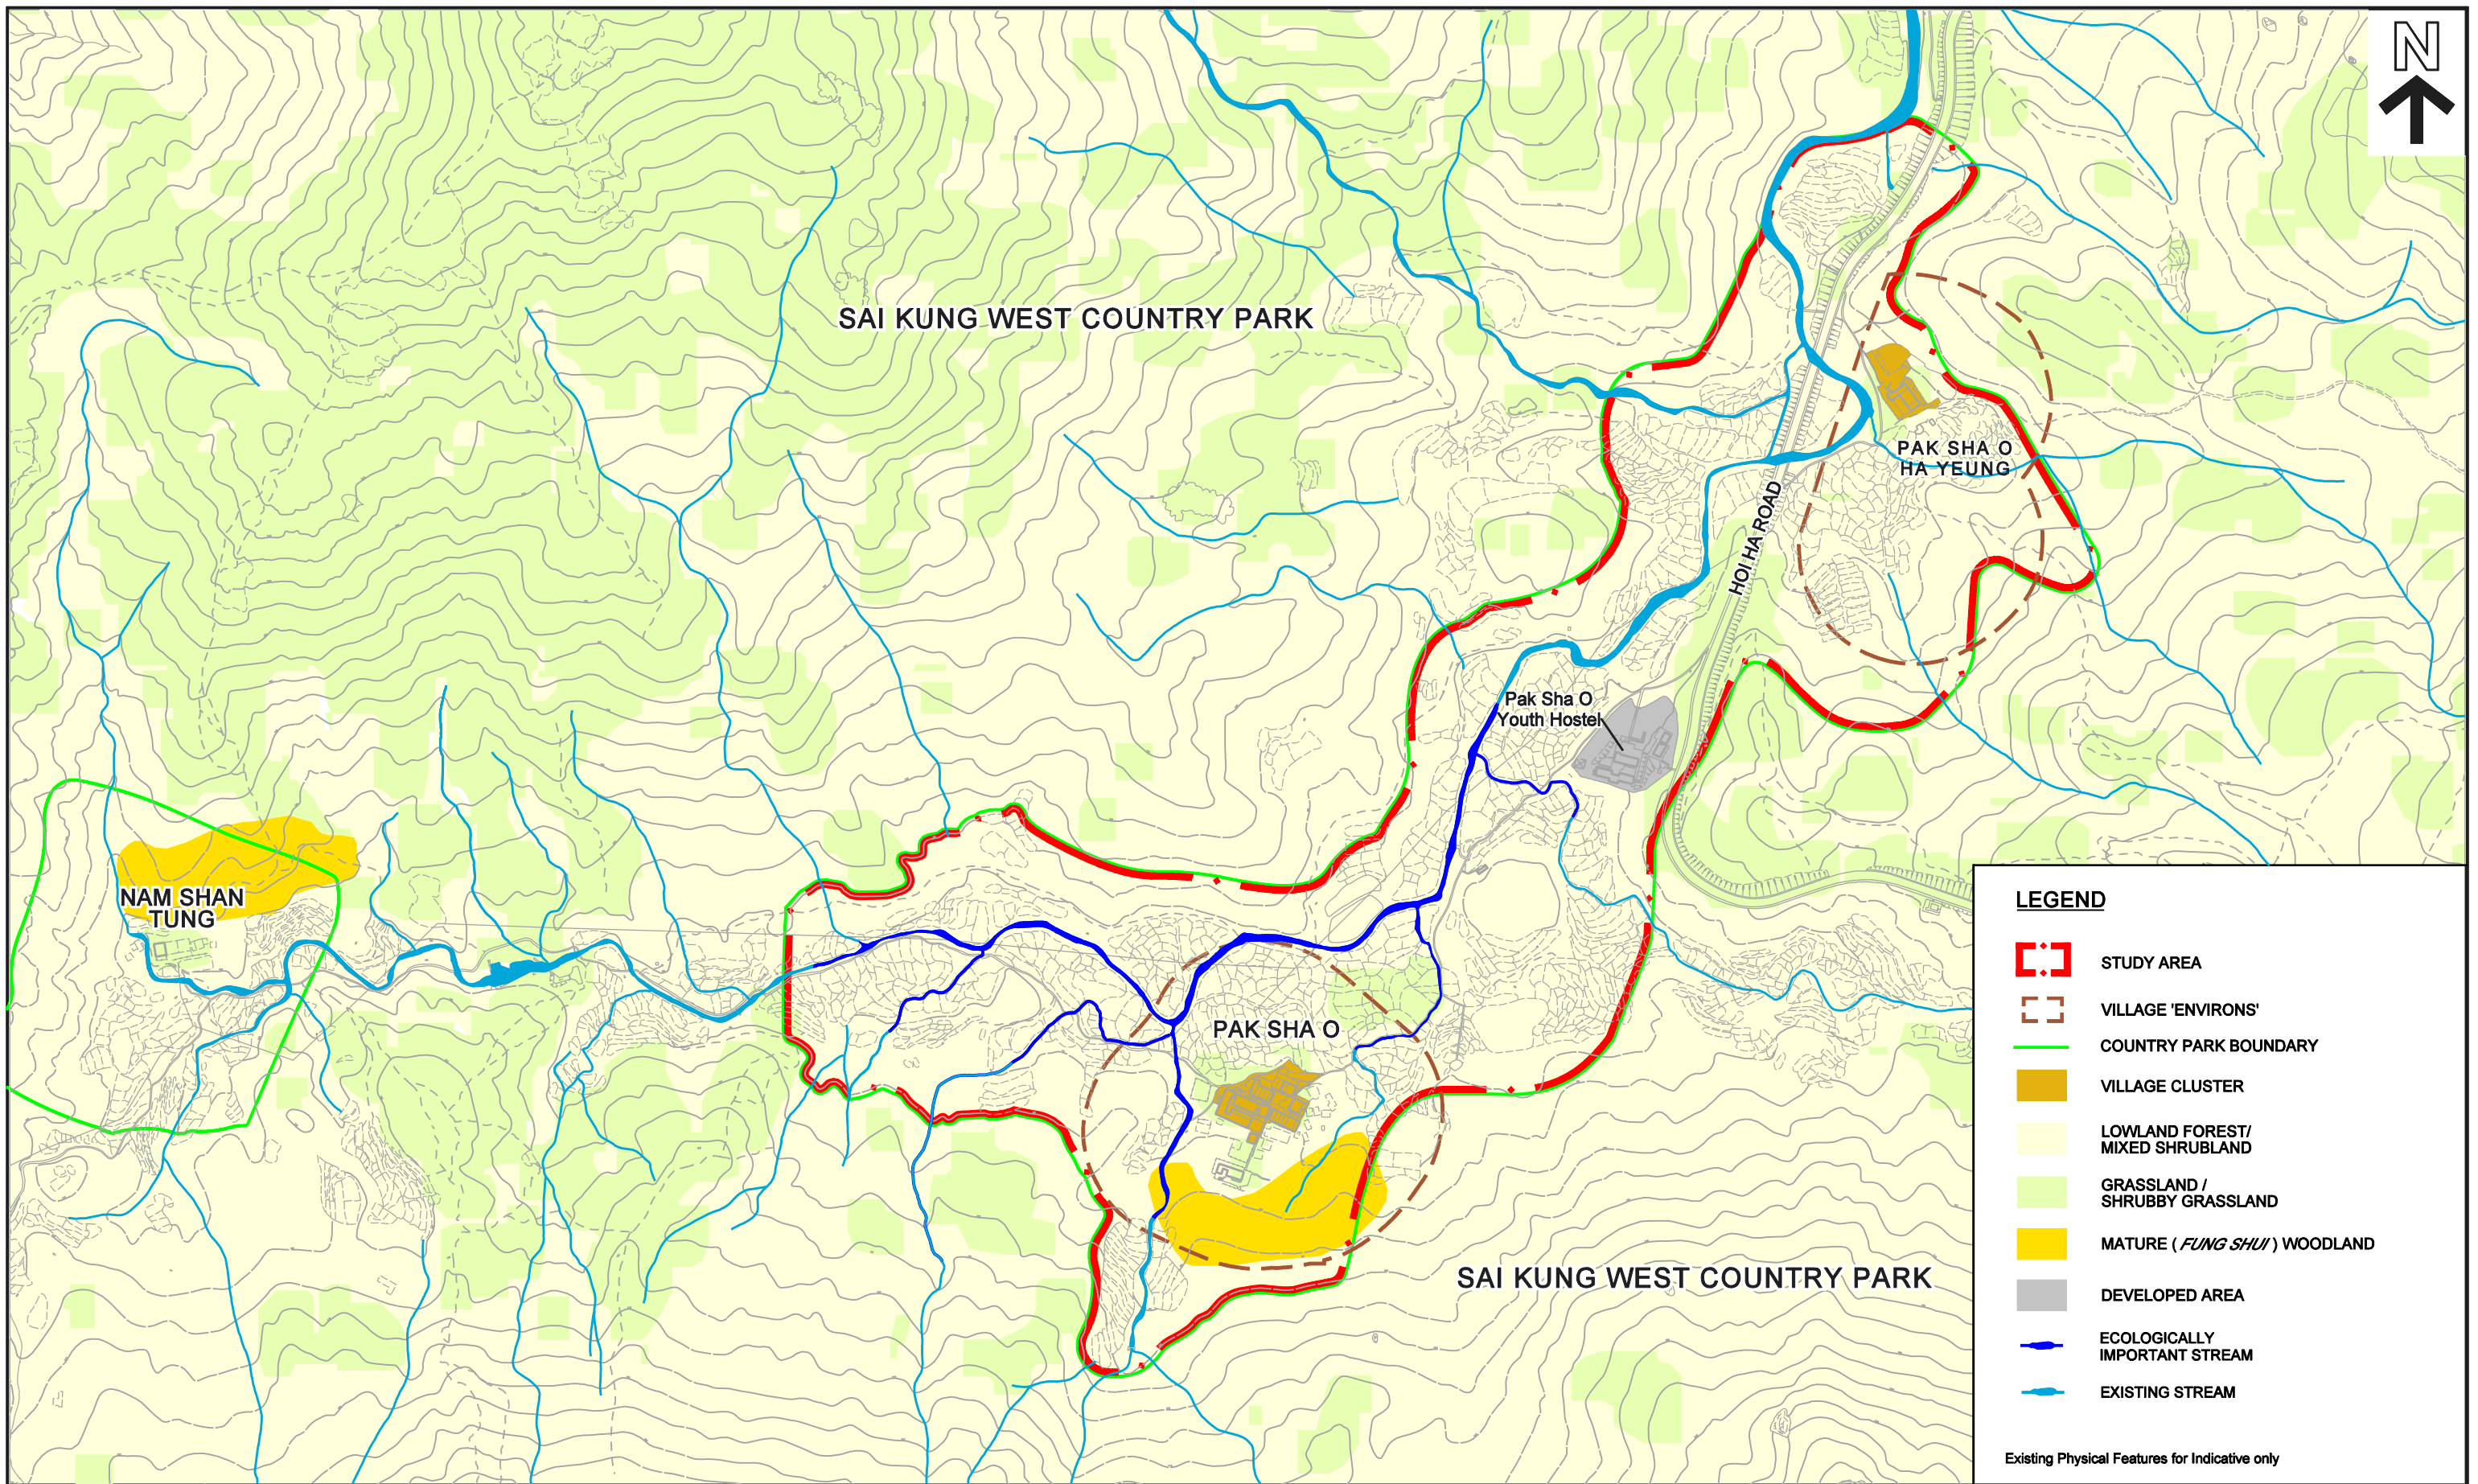 N
SAI KUNG WEST COUNTRY PARK
PAK SHA O
HA YEUNG
HOI HA ROAD
Pak Sha O
Youth Hostel
NAM SHAN
TUNG
PAK SHA O
SAI KUNG WEST COUNTRY PARK
LEGEND
STUDY AREA
VILLAGE 'ENVIRONS'
COUNTRY PARK BOUNDARY
VILLAGE CLUSTER
LOWLAND FOREST/
MIXED SHRUBLAND
GRASSLAND /
SHRUBBY GRASSLAND
MATURE ( FUNG SHUI ) WOODLAND
DEVELOPED AREA
ECOLOGICALLY
IMPORTANT STREAM
EXISTING STREAM
Existing Physical Features for Indicative only